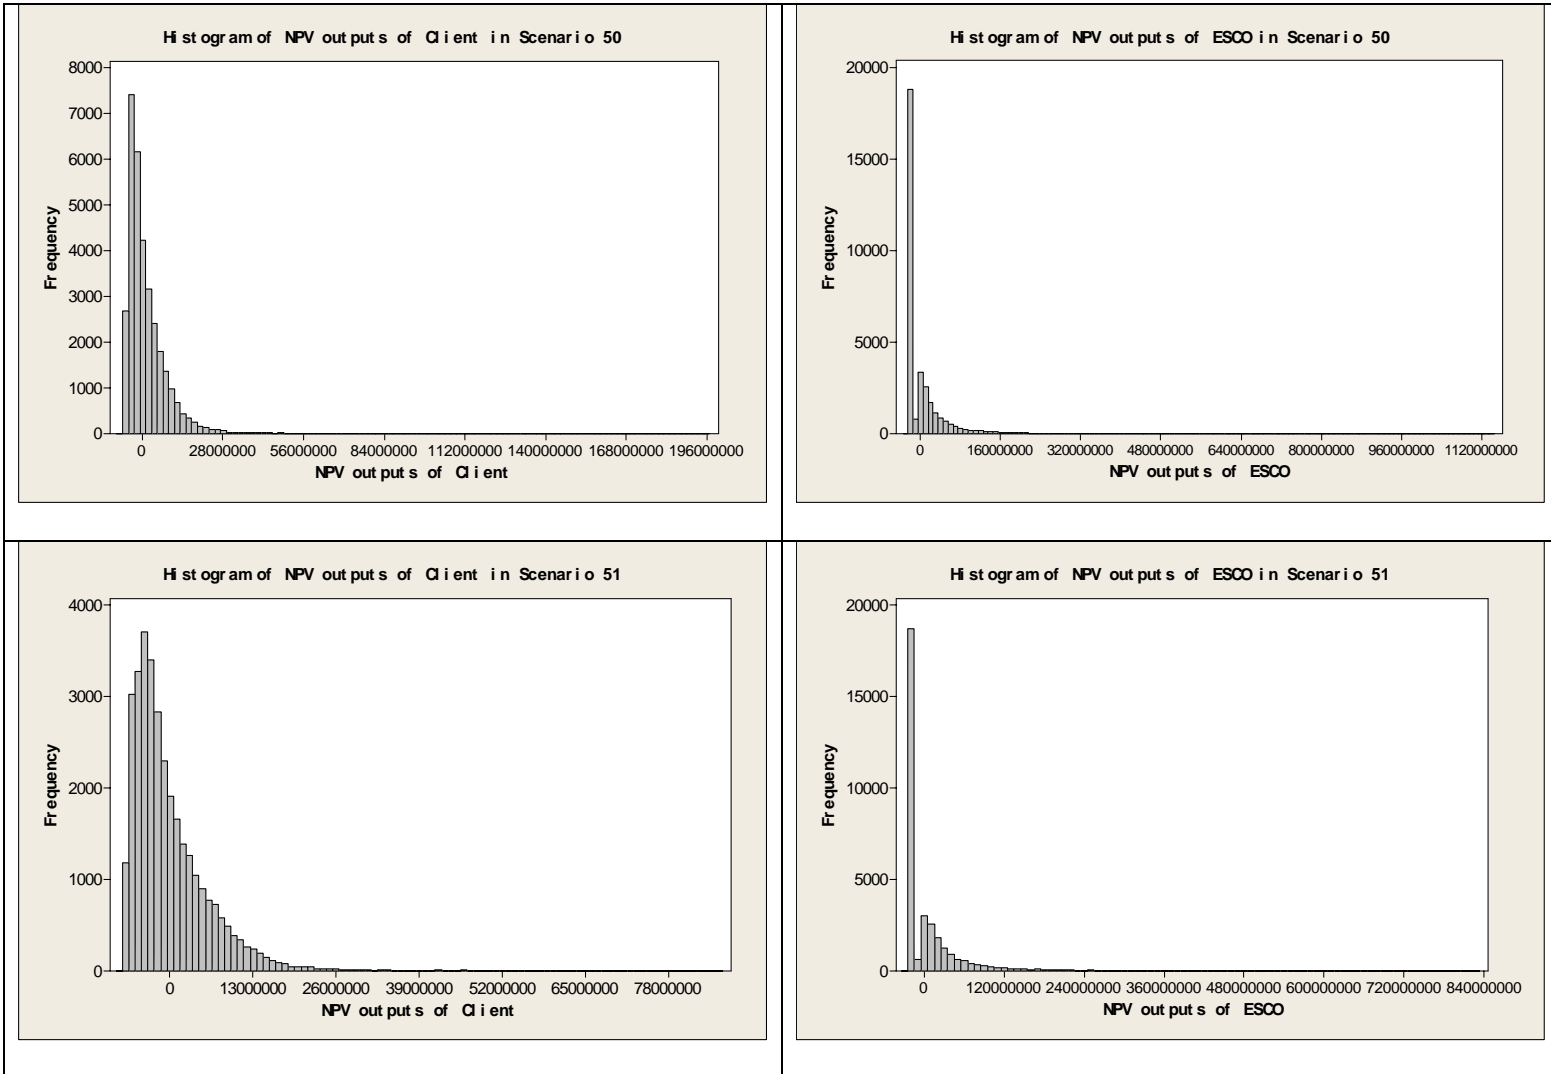 Histogram of NPV outputs of Client in Scenario 50
8000
7000
6000
5000
4000
3000
2000
1000
0
Frequency
0 28000000 56000000 84000000 112000000 140000000 168000000 196000000
NPV outputs of Client
Histogram of NPV outputs of ESCO in Scenario 50
20000
15000
10000
5000
0
Frequency
0 160000000 320000000 480000000 640000000 800000000 960000000 1120000000
NPV outputs of ESCO
Histogram of NPV outputs of Client in Scenario 51
4000
3000
2000
1000
0
Frequency
0 13000000 26000000 39000000 52000000 65000000 78000000
NPV outputs of Client
Histogram of NPV outputs of ESCO in Scenario 51
20000
15000
10000
5000
0
Frequency
0 120000000 240000000 360000000 480000000 600000000 720000000 840000000
NPV outputs of ESCO